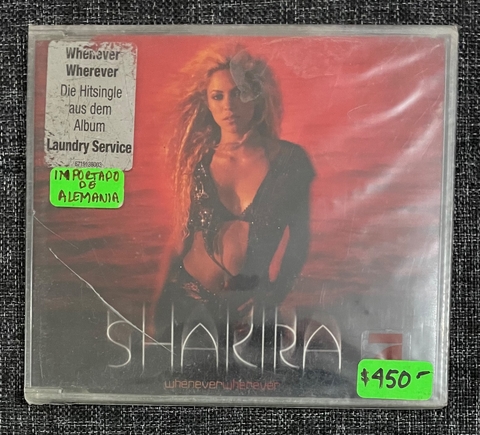 Whenever
Wherever
Die Hitsingle
aus dem
Album
Laundry Service
IMPORTADO
DE
ALEMANIA
SHAKIRA
whenever wherever
$450-